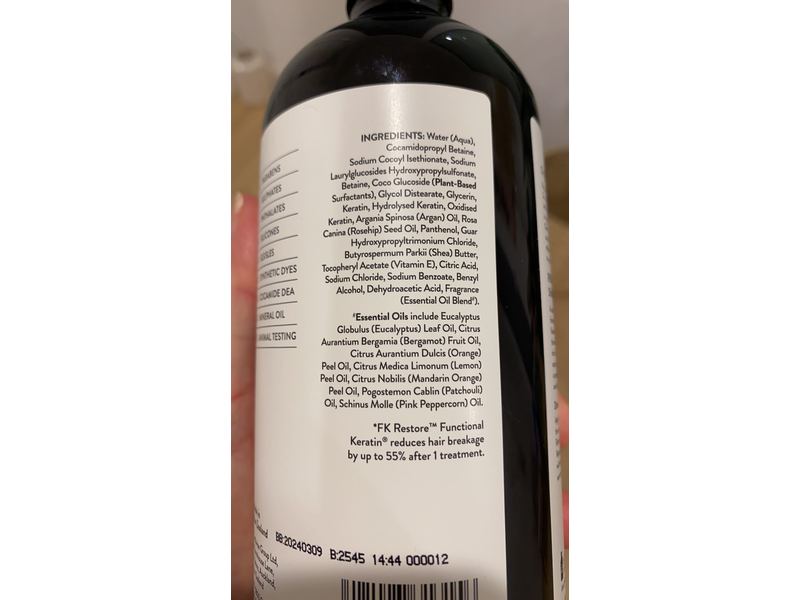 INGREDIENTS: Water (Aqua),
Cocamidopropyl Betaine,
Sodium Cocoyl Isethionate, Sodium
Laurylglucosides Hydroxypropylsulfonate,
Betaine, Coco Glucoside (Plant-Based
Surfactants), Glycol Distearate, Glycerin,
Keratin, Hydrolysed Keratin, Oxidised
Keratin, Argania Spinosa (Argan) Oil, Rosa
Canina (Rosehip) Seed Oil, Panthenol, Guar
Hydroxypropyltrimonium Chloride,
Butyrospermum Parkii (Shea) Butter,
Tocopheryl Acetate (Vitamin E), Citric Acid,
Sodium Chloride, Sodium Benzoate, Benzyl
Alcohol, Dehydroacetic Acid, Fragrance
(Essential Oil Blend#).
#Essential Oils include Eucalyptus
Globulus (Eucalyptus) Leaf Oil, Citrus
Aurantium Bergamia (Bergamot) Fruit Oil,
Citrus Aurantium Dulcis (Orange)
Peel Oil, Citrus Medica Limonum (Lemon)
Peel Oil, Citrus Nobilis (Mandarin Orange)
Peel Oil, Pogostemon Cablin (Patchouli)
Oil, Schinus Molle (Pink Peppercorn) Oil.
*FK Restore™ Functional
Keratin® reduces hair breakage
by up to 55% after 1 treatment.
DYES
DEA
OIL
TESTING
Group Ltd,
Lane,
BB:20240309 B:2545 14:44 000012